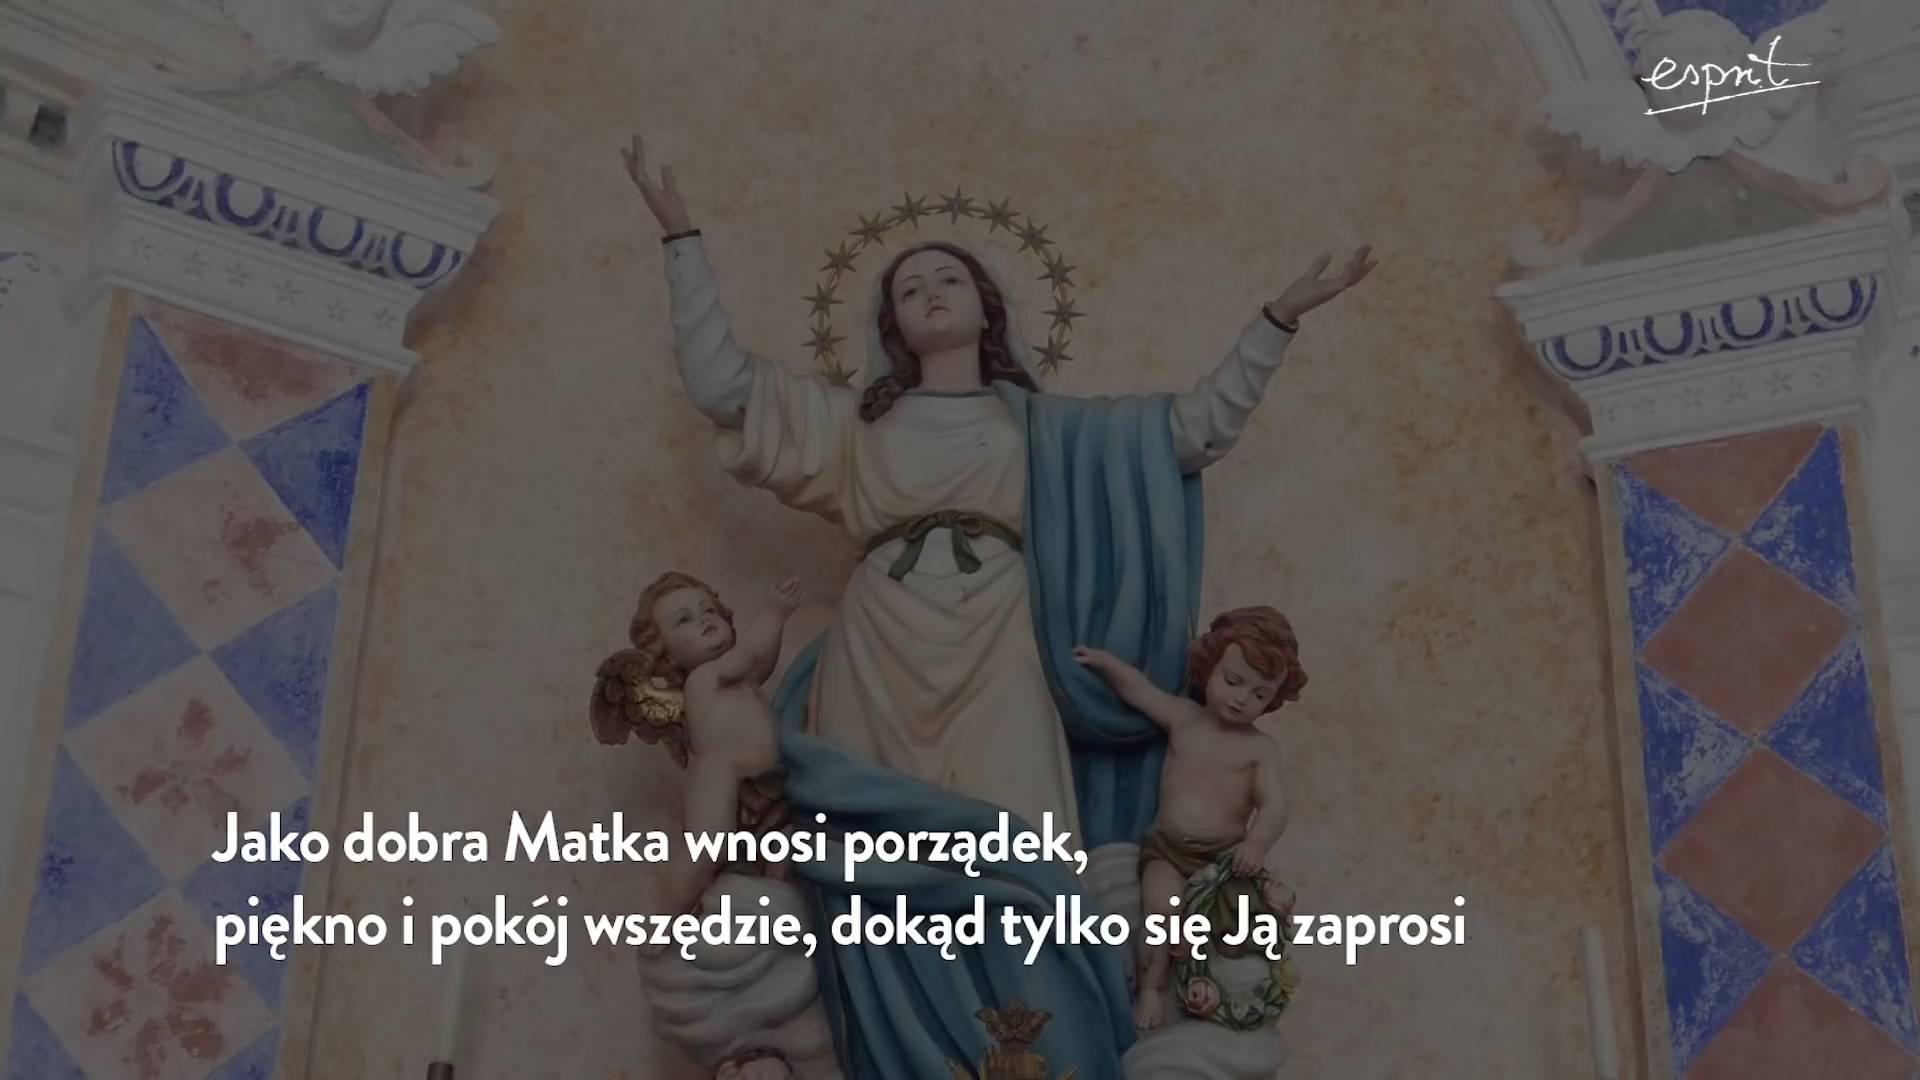 esprit
Jako dobra Matka wnosi porządek,
piękno i pokój wszędzie, dokąd tylko się Ją zaprosi